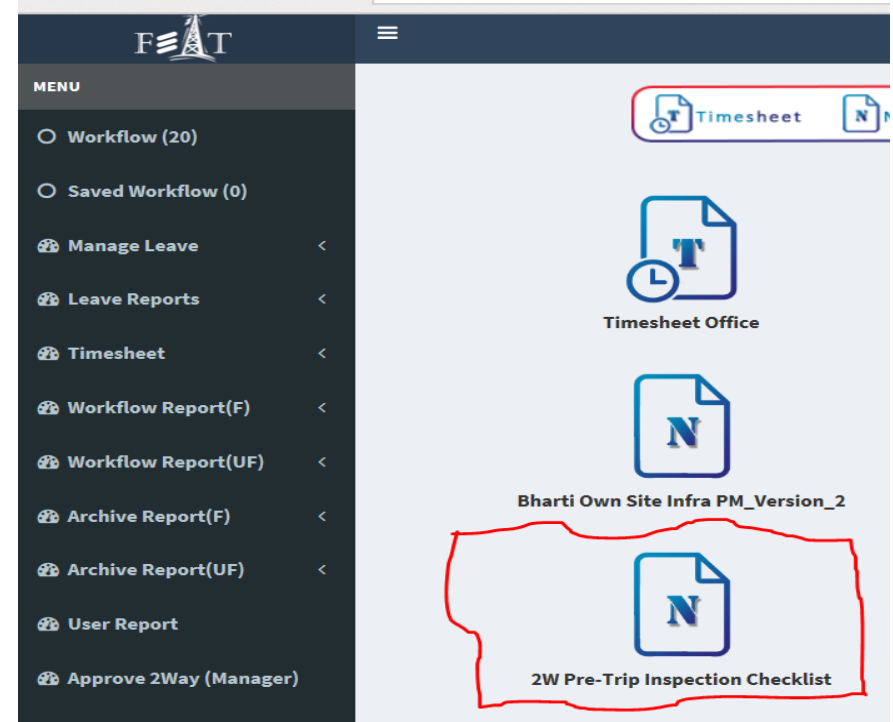 FEAT
MENU
Workflow (20)
Saved Workflow (0)
Manage Leave
Leave Reports
Timesheet
Workflow Report(F)
Workflow Report(UF)
Archive Report(F)
Archive Report(UF)
User Report
Approve 2Way (Manager)
T Timesheet N
T
Timesheet Office
N
Bharti Own Site Infra PM_Version_2
N
2W Pre-Trip Inspection Checklist